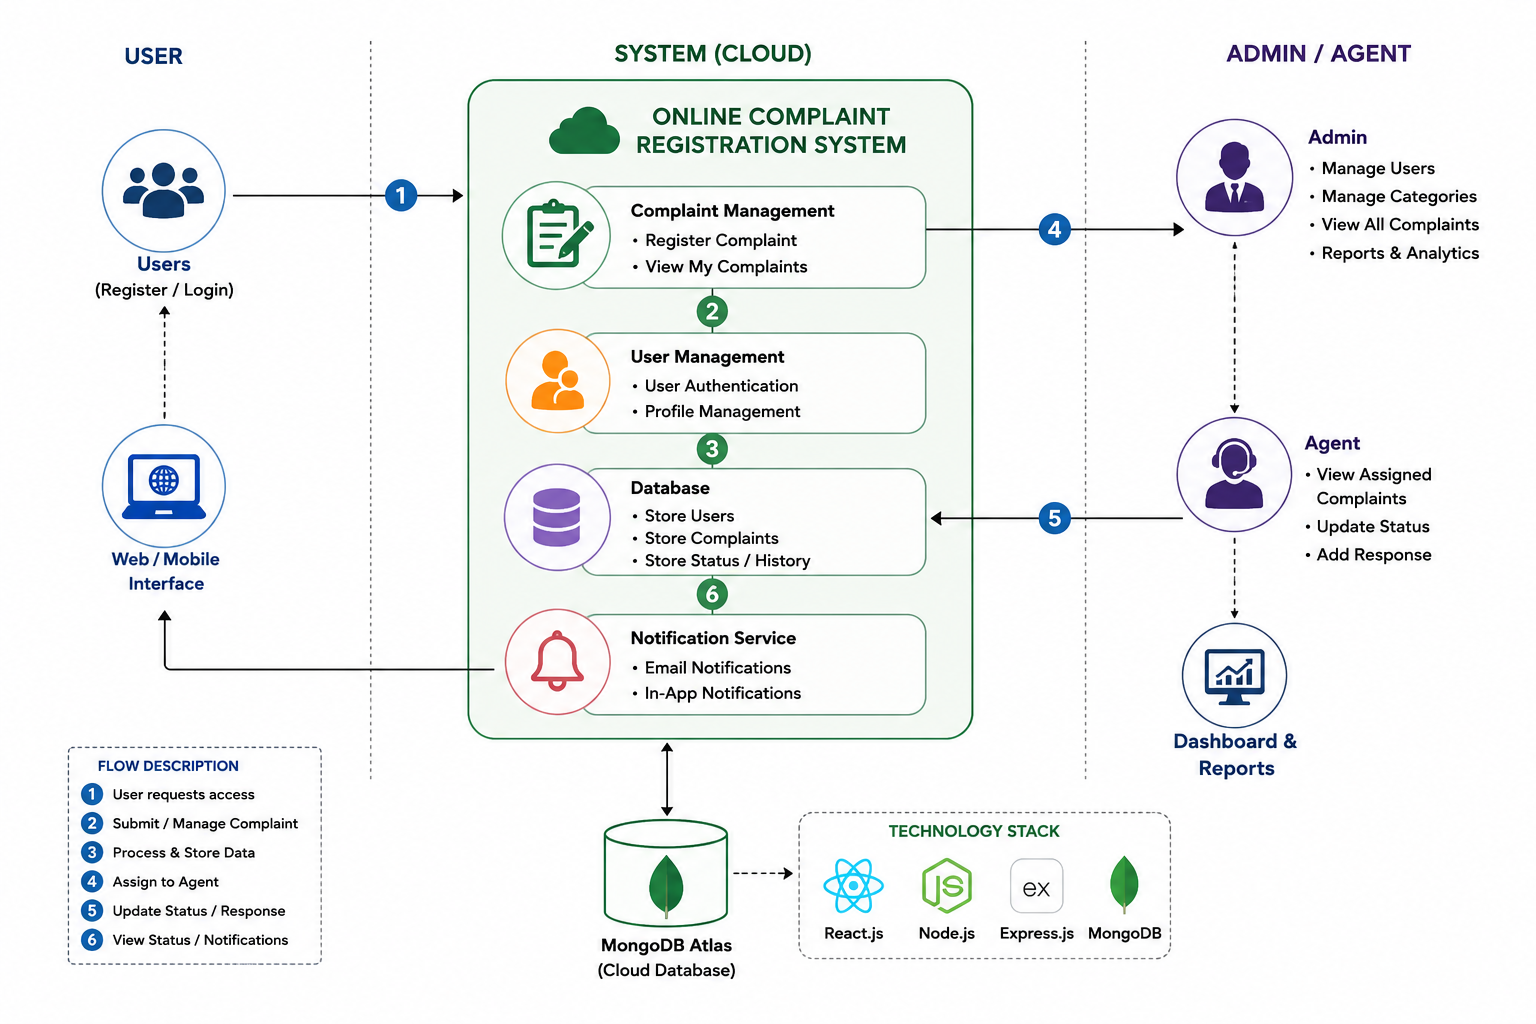 USER
SYSTEM (CLOUD)
ADMIN / AGENT
ONLINE COMPLAINT
REGISTRATION SYSTEM
Users
(Register / Login)
Web / Mobile
Interface
1
Complaint Management
• Register Complaint
• View My Complaints
2
User Management
• User Authentication
• Profile Management
3
Database
• Store Users
• Store Complaints
• Store Status / History
6
Notification Service
• Email Notifications
• In-App Notifications
4
5
Admin
• Manage Users
• Manage Categories
• View All Complaints
• Reports & Analytics
Agent
• View Assigned
Complaints
• Update Status
• Add Response
Dashboard &
Reports
FLOW DESCRIPTION
1 User requests access
2 Submit / Manage Complaint
3 Process & Store Data
4 Assign to Agent
5 Update Status / Response
6 View Status / Notifications
MongoDB Atlas
(Cloud Database)
TECHNOLOGY STACK
JS
ex
React.js
Node.js
Express.js
MongoDB